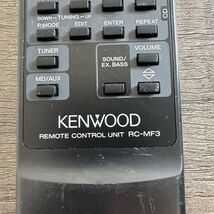 DOWN–TUNING–UP
P.MODE EDIT ENTER REPEAT
CD
TUNER VOLUME
SOUND/
EX. BASS
MD/AUX
KENWOOD
REMOTE CONTROL UNIT RC-MF3